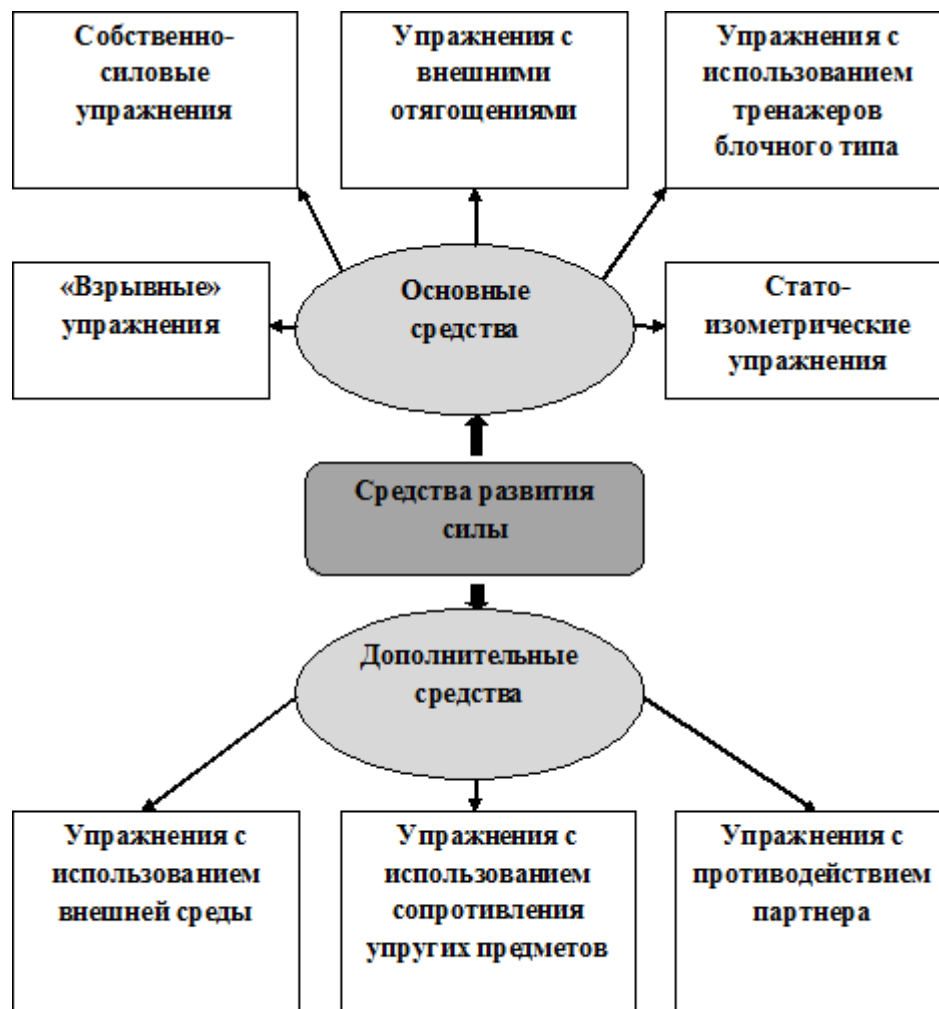 Собственно-
силовые
упражнения
Упражнения с
внешними
отягощениями
Упражнения с
использованием
тренажеров
блочного типа
«Взрывные»
упражнения
Основные
средства
Стато-
изометрические
упражнения
Средства развития
силы
Дополнительные
средства
Упражнения с
использованием
внешней среды
Упражнения с
использованием
сопротивления
упругих предметов
Упражнения с
противодействием
партнера